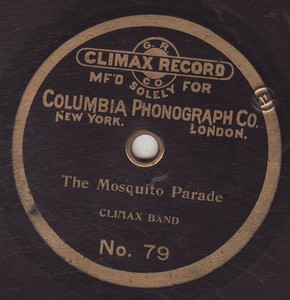 G. R.
CLIMAX RECORD
CO.
MF'D SOLELY FOR
COLUMBIA PHONOGRAPH CO.
NEW YORK. LONDON.
The Mosquito Parade
CLIMAX BAND
No. 79